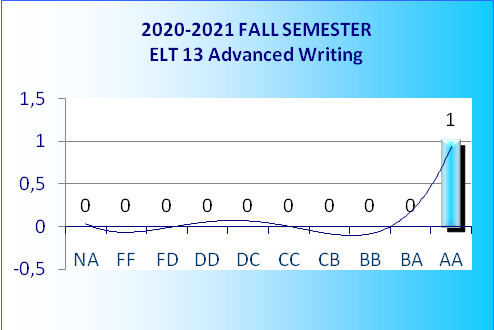 2020-2021 FALL SEMESTER
ELT 13 Advanced Writing
1,5
1
0,5
0
-0,5
0 0 0 0 0 0 0 0 0 1
NA FF FD DD DC CC CB BB BA AA